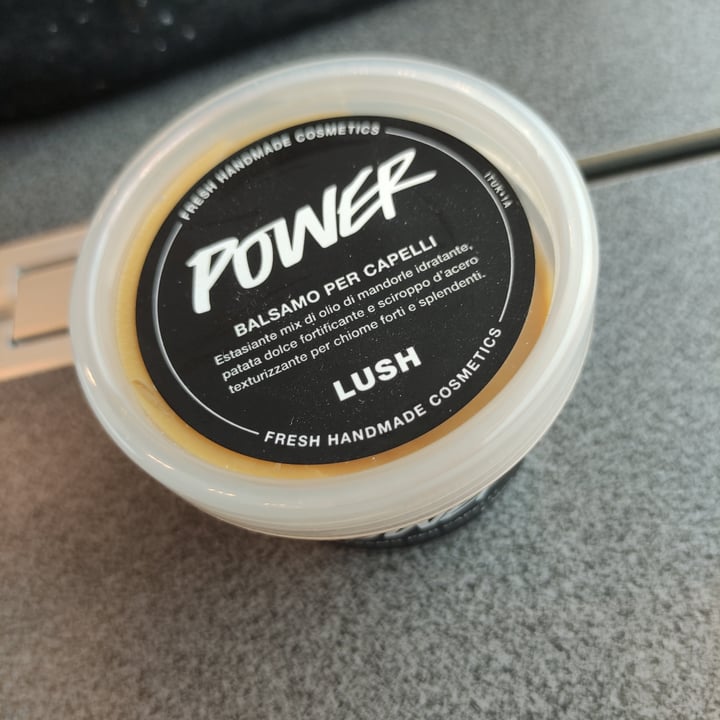 FRESH HANDMADE COSMETICS
POWER
BALSAMO PER CAPELLI
Estasiante mix di olio di mandorle idratante,
patata dolce fortificante e sciroppo d'acero
texturizzante per chiome forti e splendenti.
LUSH
FRESH HANDMADE COSMETICS